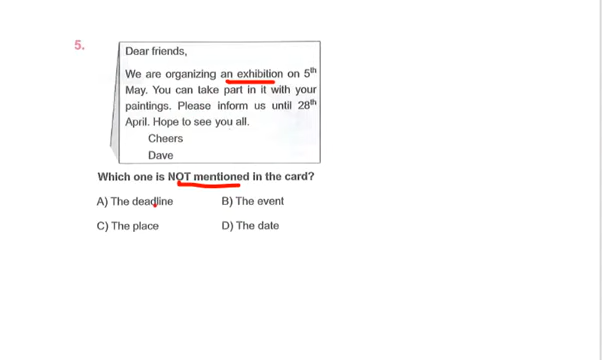 5.
Dear friends,
We are organizing an exhibition on 5th
May. You can take part in it with your
paintings. Please inform us until 28th
April. Hope to see you all.
Cheers
Dave
Which one is NOT mentioned in the card?
A) The deadline B) The event
C) The place D) The date